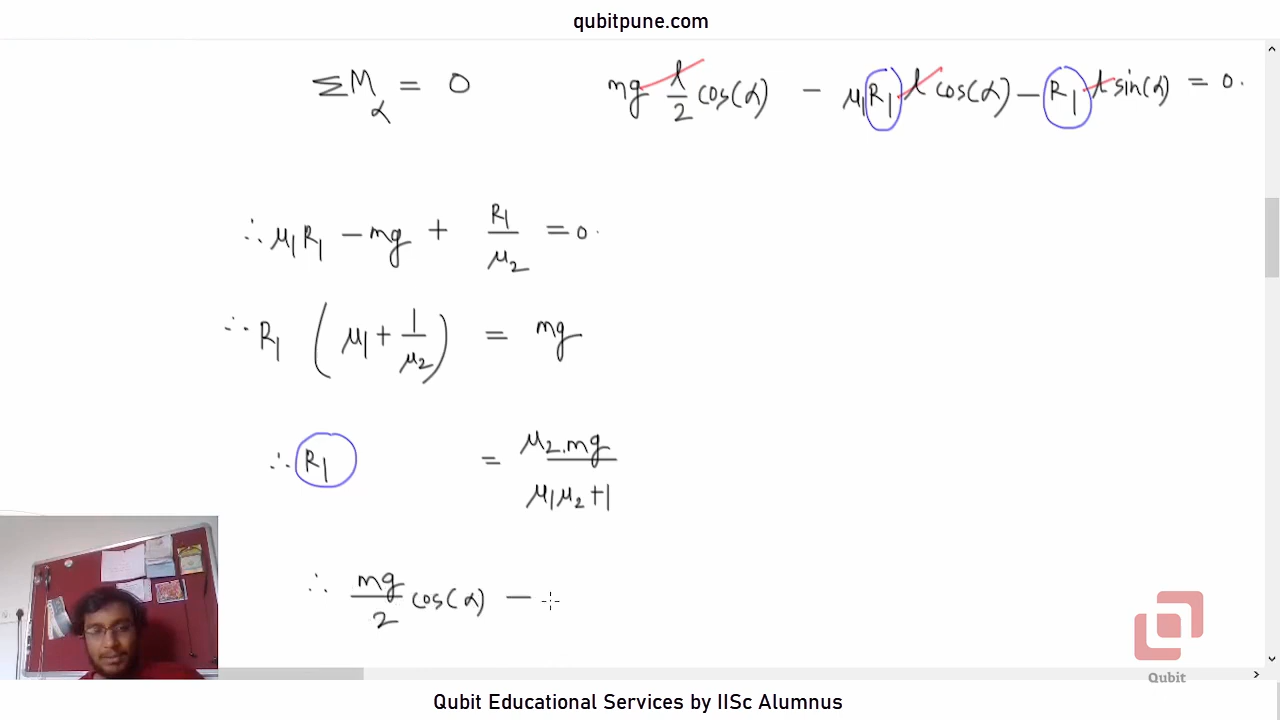 qubitpune.com
ΣM_α = 0 mg l/2 cos(α) - μ₁R₁ l cos(α) - R₁ l sin(α) = 0.
∴ μ₁R₁ - mg + R₁/μ₂ = 0.
∴ R₁ (μ₁ + 1/μ₂) = mg
∴ R₁ = μ₂.mg/μ₁μ₂+1
∴ mg/2 cos(α) -
Qubit
Qubit Educational Services by IISc Alumnus